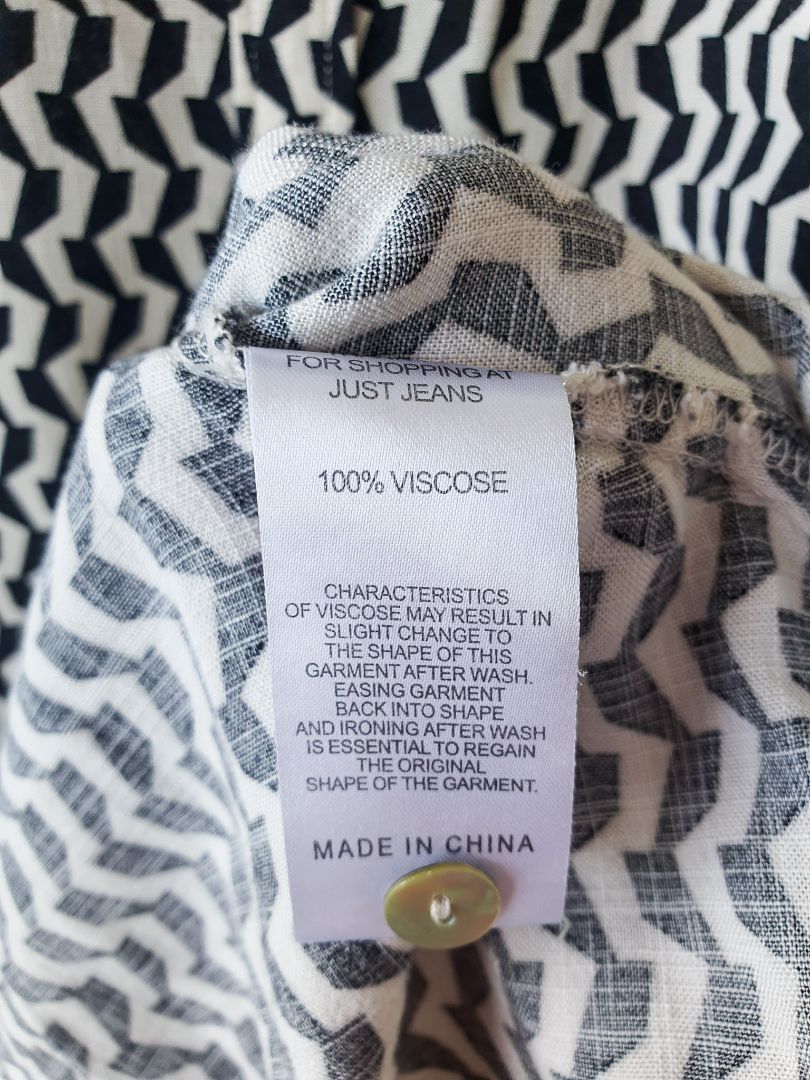 FOR SHOPPING AT
JUST JEANS
100% VISCOSE
CHARACTERISTICS
OF VISCOSE MAY RESULT IN
SLIGHT CHANGE TO
THE SHAPE OF THIS
GARMENT AFTER WASH.
EASING GARMENT
BACK INTO SHAPE
AND IRONING AFTER WASH
IS ESSENTIAL TO REGAIN
THE ORIGINAL
SHAPE OF THE GARMENT.
MADE IN CHINA